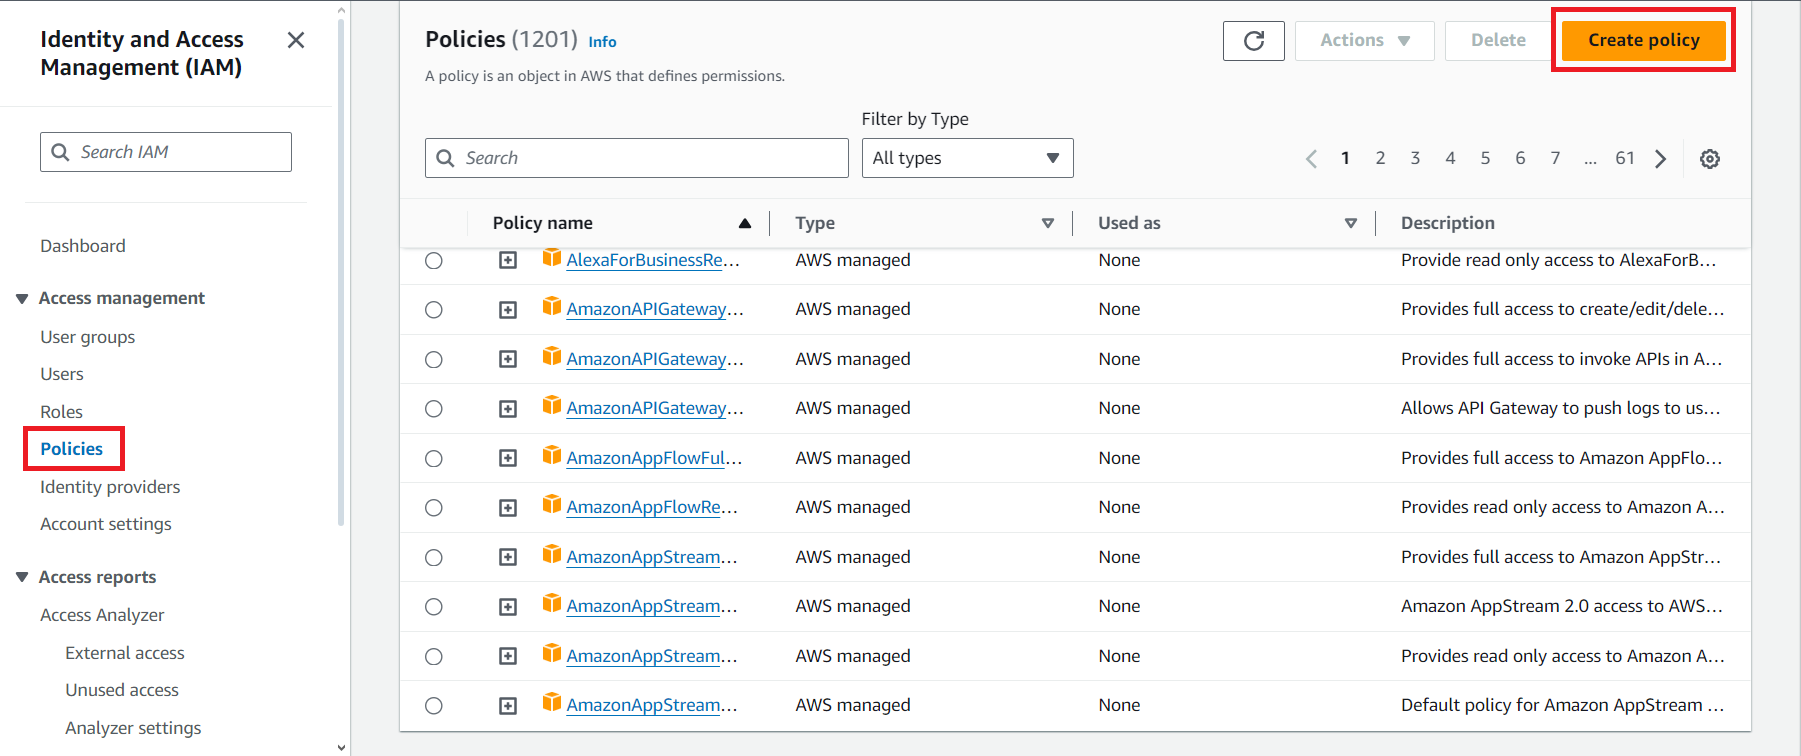 Identity and Access
Management (IAM)
Search IAM
Dashboard
Access management
User groups
Users
Roles
Policies
Identity providers
Account settings
Access reports
Access Analyzer
External access
Unused access
Analyzer settings
Policies (1201) Info
A policy is an object in AWS that defines permissions.
Actions Delete Create policy
Filter by Type
Search All types 1 2 3 4 5 6 7 ... 61
Policy name Type Used as Description
AlexaForBusinessRe... AWS managed None Provide read only access to AlexaForB...
AmazonAPIGateway... AWS managed None Provides full access to create/edit/dele...
AmazonAPIGateway... AWS managed None Provides full access to invoke APIs in A...
AmazonAPIGateway... AWS managed None Allows API Gateway to push logs to us...
AmazonAppFlowFul... AWS managed None Provides full access to Amazon AppFlo...
AmazonAppFlowRe... AWS managed None Provides read only access to Amazon A...
AmazonAppStream... AWS managed None Provides full access to Amazon AppStr...
AmazonAppStream... AWS managed None Amazon AppStream 2.0 access to AWS...
AmazonAppStream... AWS managed None Provides read only access to Amazon A...
AmazonAppStream... AWS managed None Default policy for Amazon AppStream ...